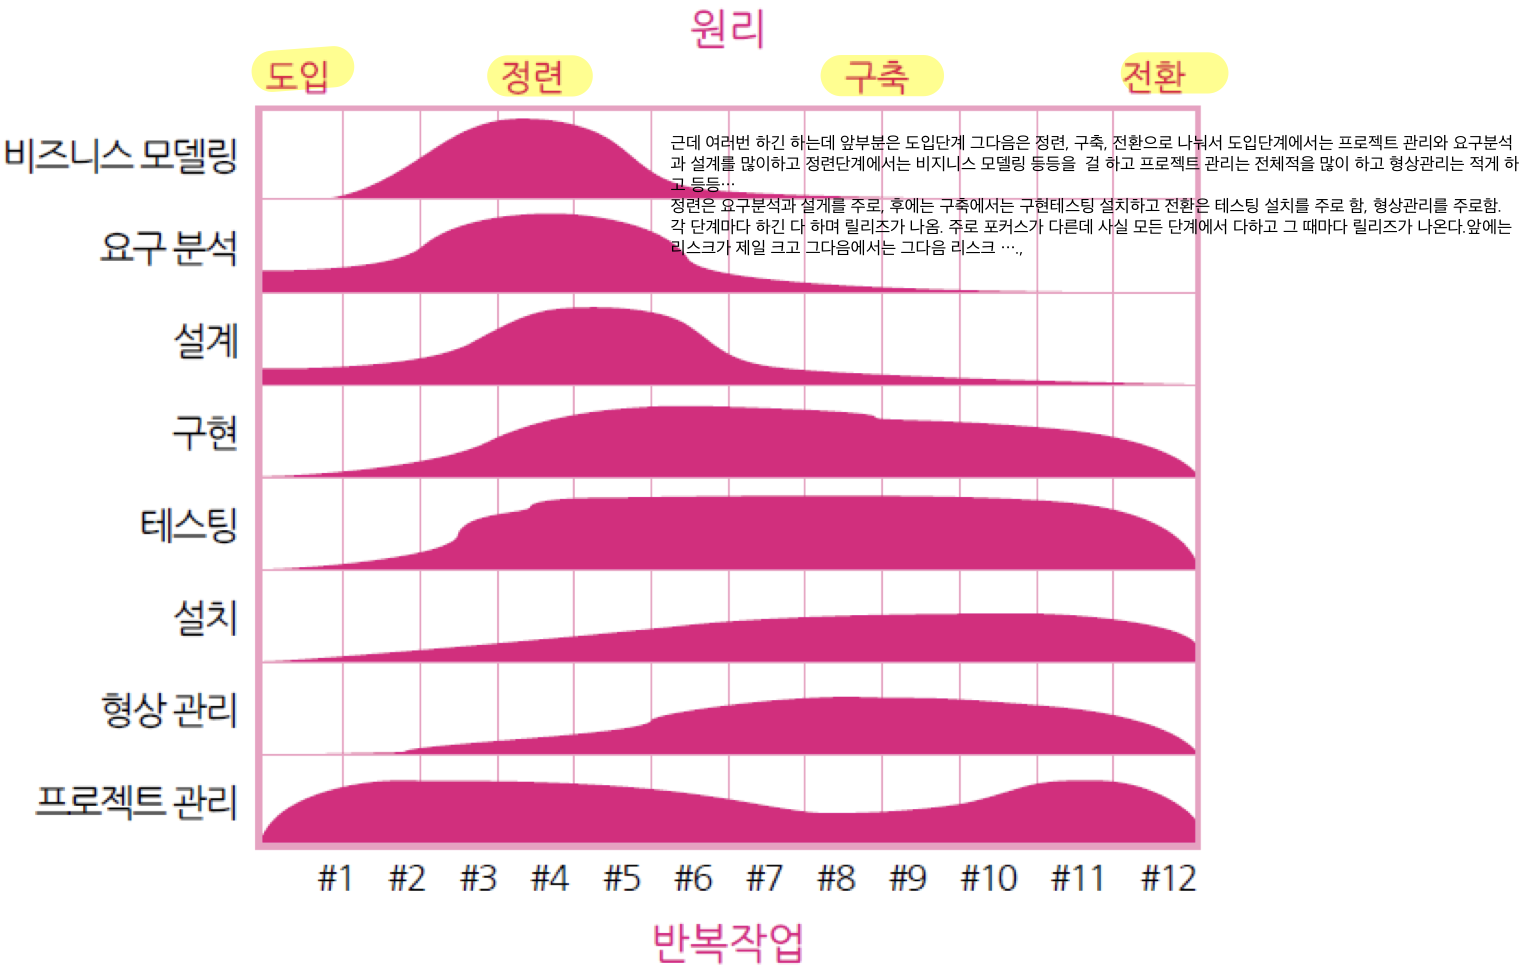 원리
도입 정련 구축 전환
비즈니스 모델링
근데 여러번 하긴 하는데 앞부분은 도입단계 그다음은 정련, 구축, 전환으로 나눠서 도입단계에서는 프로젝트 관리와 요구분석
과 설계를 많이하고 정련단계에서는 비지니스 모델링 등등을 걸 하고 프로젝트 관리는 전체적을 많이 하고 형상관리는 적게 하
고 등등…
정련은 요구분석과 설계를 주로, 후에는 구축에서는 구현테스팅 설치하고 전환은 테스팅 설치를 주로 함, 형상관리를 주로함.
각 단계마다 하긴 다 하며 릴리즈가 나옴. 주로 포커스가 다른데 사실 모든 단계에서 다하고 그 때마다 릴리즈가 나온다.앞에는
리스크가 제일 크고 그다음에서는 그다음 리스크 ….,
요구 분석
설계
구현
테스팅
설치
형상 관리
프로젝트 관리
#1 #2 #3 #4 #5 #6 #7 #8 #9 #10 #11 #12
반복작업